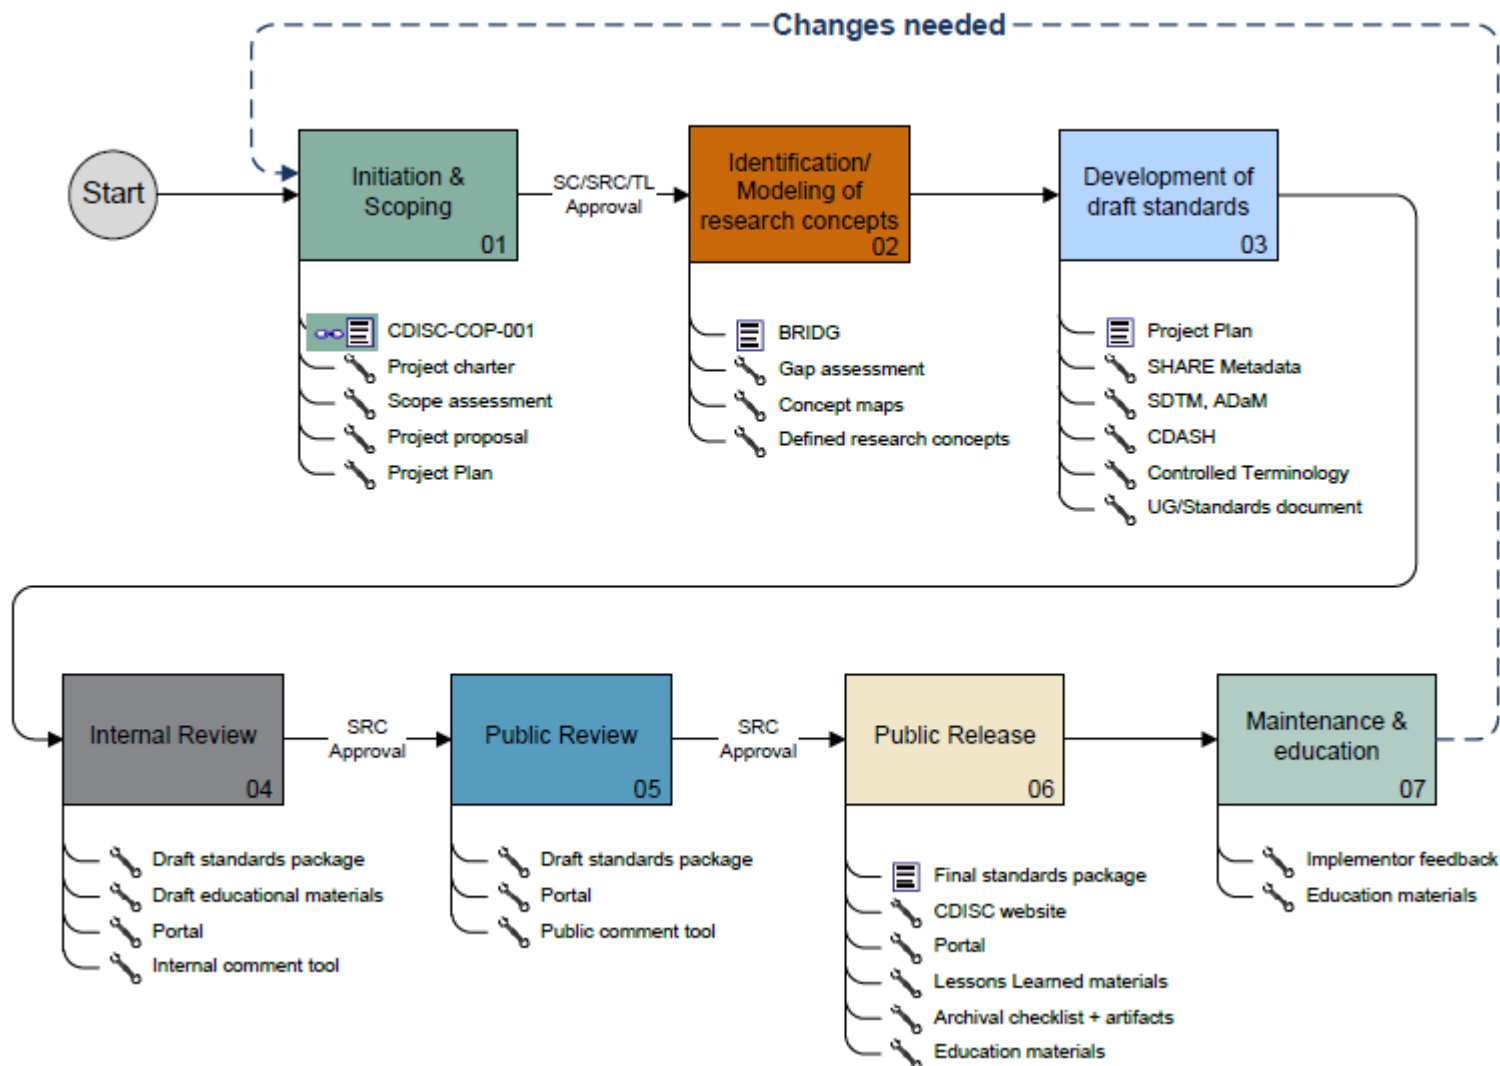 Changes needed
Start
Initiation &
Scoping
01
SC/SRC/TL
Approval
Identification/
Modeling of
research concepts
02
Development of
draft standards
03
CDISC-COP-001
Project charter
Scope assessment
Project proposal
Project Plan
BRIDG
Gap assessment
Concept maps
Defined research concepts
Project Plan
SHARE Metadata
SDTM, ADaM
CDASH
Controlled Terminology
UG/Standards document
Internal Review
04
SRC
Approval
Public Review
05
SRC
Approval
Public Release
06
Maintenance &
education
07
Draft standards package
Draft educational materials
Portal
Internal comment tool
Draft standards package
Portal
Public comment tool
Final standards package
CDISC website
Portal
Lessons Learned materials
Archival checklist + artifacts
Education materials
Implementor feedback
Education materials